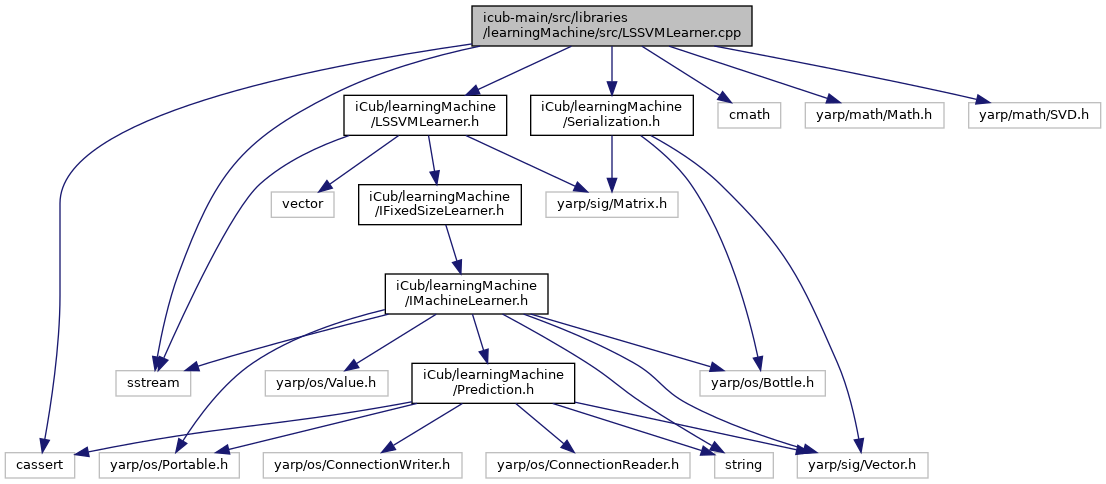 icub-main/src/libraries
/learningMachine/src/LSSVMLearner.cpp
iCub/learningMachine
/LSSVMLearner.h
iCub/learningMachine
/Serialization.h
cmath
yarp/math/Math.h
yarp/math/SVD.h
vector
iCub/learningMachine
/IFixedSizeLearner.h
yarp/sig/Matrix.h
iCub/learningMachine
/IMachineLearner.h
sstream
yarp/os/Value.h
iCub/learningMachine
/Prediction.h
yarp/os/Bottle.h
cassert
yarp/os/Portable.h
yarp/os/ConnectionWriter.h
yarp/os/ConnectionReader.h
string
yarp/sig/Vector.h